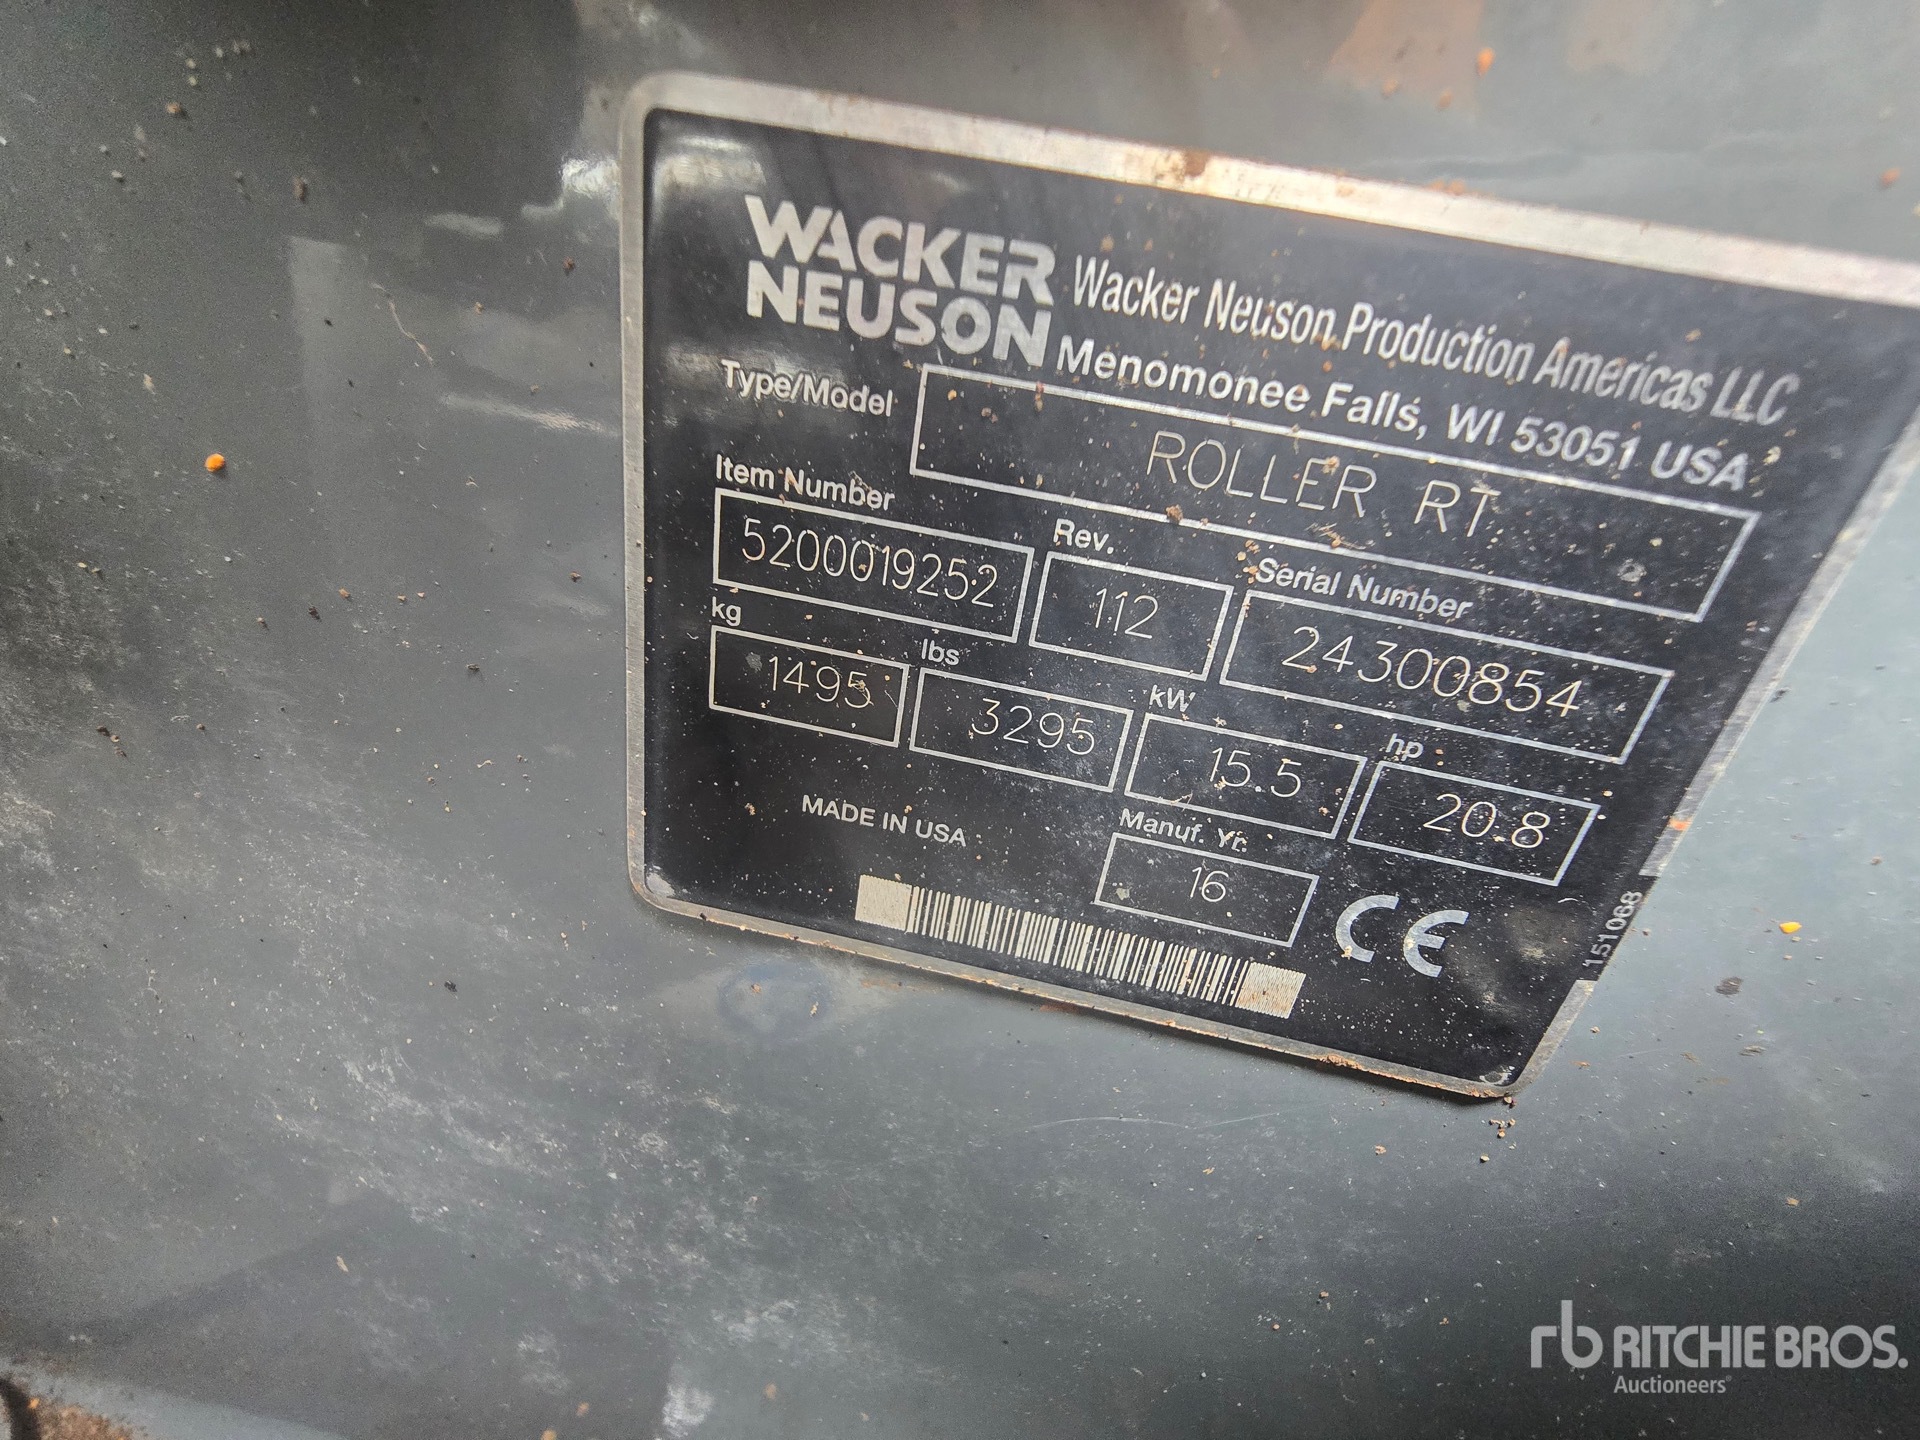 WACKER
NEUSON
Wacker Neuson Production Americas LLC
Menomonee Falls, WI 53051 USA
Type/Model
ROLLER RT
Item Number
5200019252
Rev.
112
Serial Number
24300854
kg
1495
lbs
3295
kW
15.5
hp
20.8
MADE IN USA
Manuf. Yr.
16
CE
151068
rb RITCHIE BROS.
Auctioneers